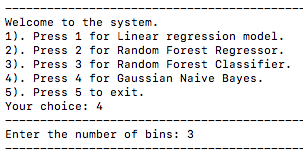 Welcome to the system.
1). Press 1 for Linear regression model.
2). Press 2 for Random Forest Regressor.
3). Press 3 for Random Forest Classifier.
4). Press 4 for Gaussian Naive Bayes.
5). Press 5 to exit.
Your choice: 4
Enter the number of bins: 3